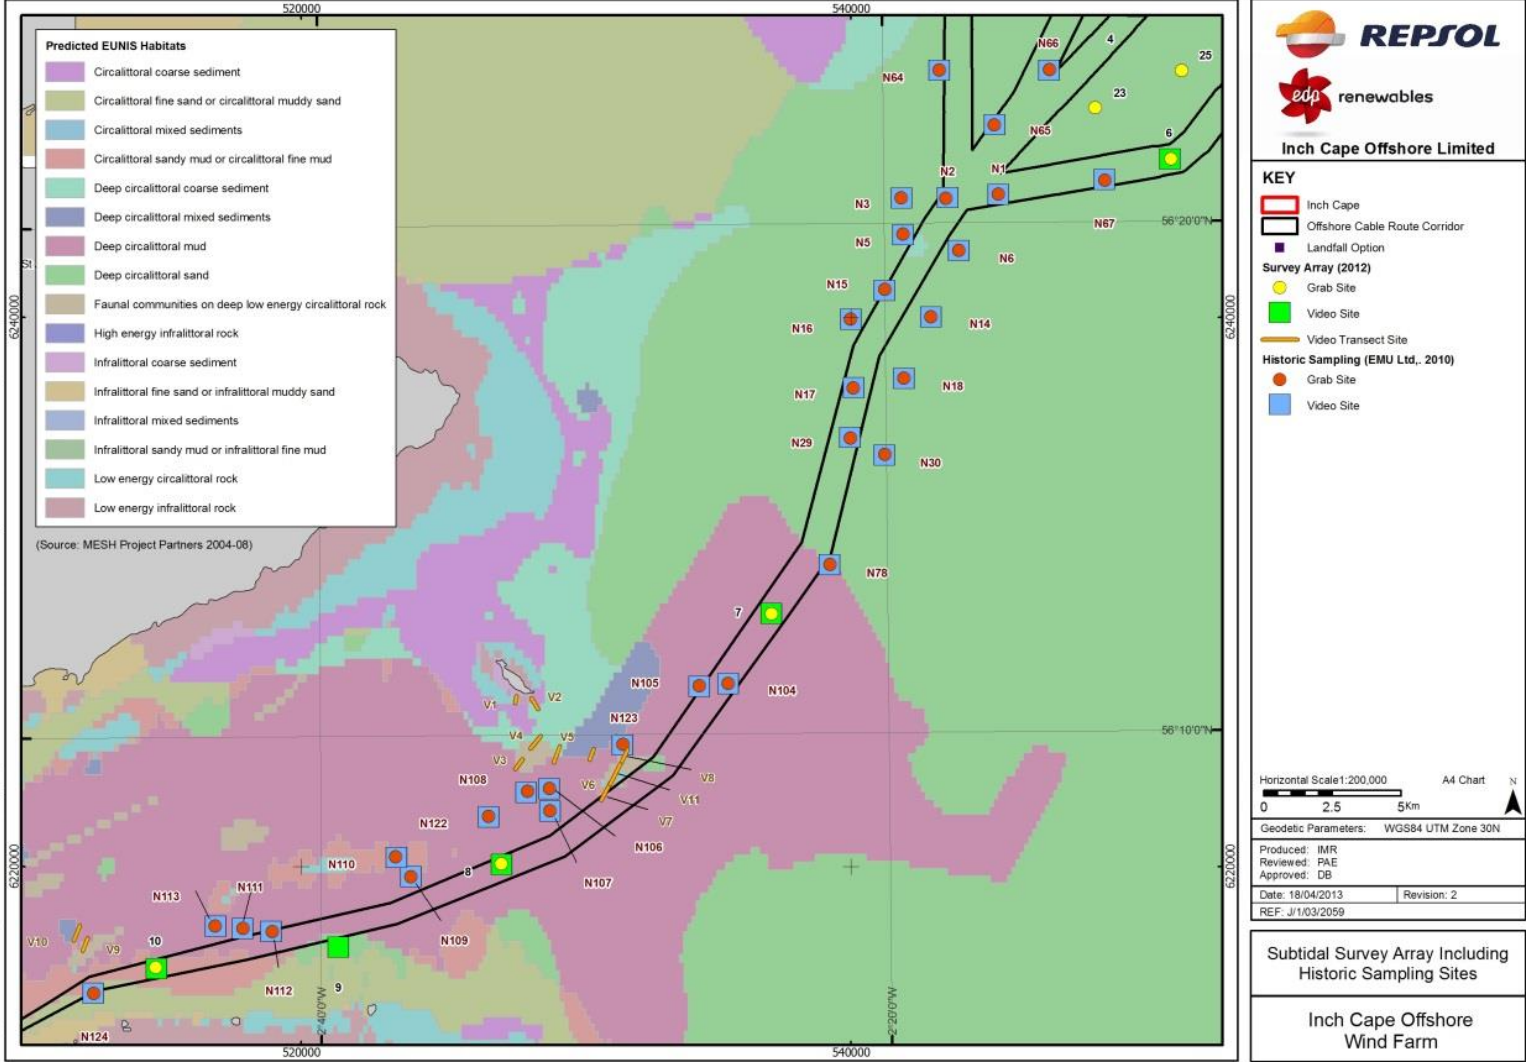 520000
540000
Predicted EUNIS Habitats
Circalittoral coarse sediment
Circalittoral fine sand or circalittoral muddy sand
Circalittoral mixed sediments
Circalittoral sandy mud or circalittoral fine mud
Deep circalittoral coarse sediment
Deep circalittoral mixed sediments
Deep circalittoral mud
Deep circalittoral sand
Faunal communities on deep low energy circalittoral rock
High energy infralittoral rock
Infralittoral coarse sediment
Infralittoral fine sand or infralittoral muddy sand
Infralittoral mixed sediments
Infralittoral sandy mud or infralittoral fine mud
Low energy circalittoral rock
Low energy infralittoral rock
(Source: MESH Project Partners 2004-08)
St
N66
4
25
N64
23
N65
6
N2
N1
N3
N67
56°20'0"N
N5
N6
N15
N16
N14
6240000
6240000
N17
N18
N29
N30
N78
7
N105
N104
V1
V2
N123
56°10'0"N
V4
V5
V3
N108
V6
V8
V11
V7
N122
N106
N110
8
N107
6220000
6220000
N113
N111
V10
V9
10
N109
N112
9
N124
2°40'0"W
2°20'0"W
520000
540000
REPSOL
edp renewables
Inch Cape Offshore Limited
KEY
Inch Cape
Offshore Cable Route Corridor
Landfall Option
Survey Array (2012)
Grab Site
Video Site
Video Transect Site
Historic Sampling (EMU Ltd,. 2010)
Grab Site
Video Site
Horizontal Scale1:200,000 A4 Chart N
0 2.5 5Km
Geodetic Parameters: WGS84 UTM Zone 30N
Produced: IMR
Reviewed: PAE
Approved: DB
Date: 18/04/2013 Revision: 2
REF: J/1/03/2059
Subtidal Survey Array Including
Historic Sampling Sites
Inch Cape Offshore
Wind Farm